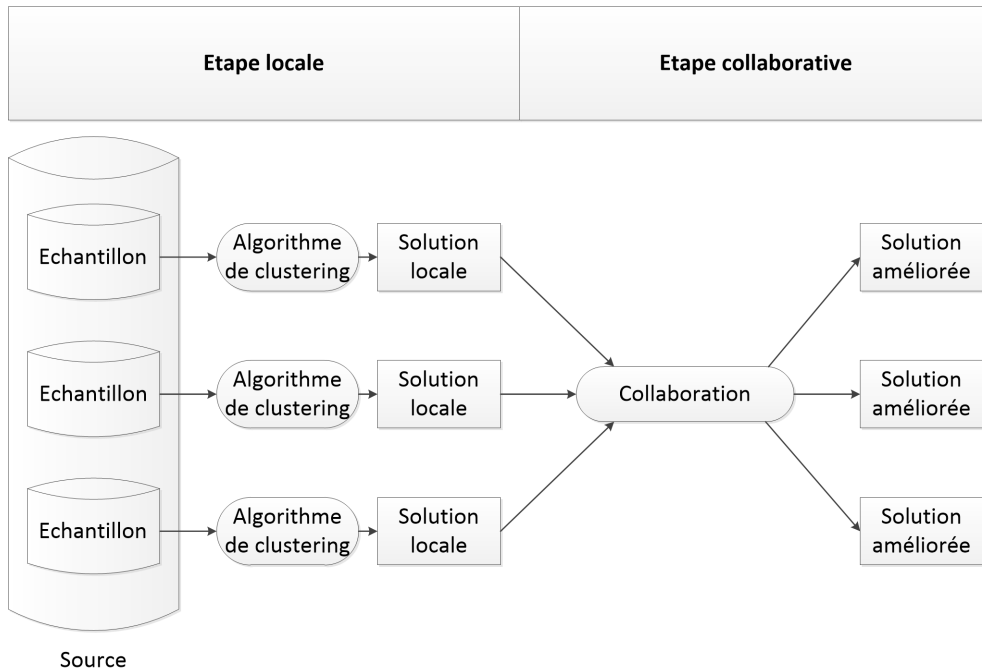 Etape locale
Etape collaborative
Echantillon
Algorithme
de clustering
Solution
locale
Solution
améliorée
Echantillon
Algorithme
de clustering
Solution
locale
Collaboration
Solution
améliorée
Echantillon
Algorithme
de clustering
Solution
locale
Solution
améliorée
Source